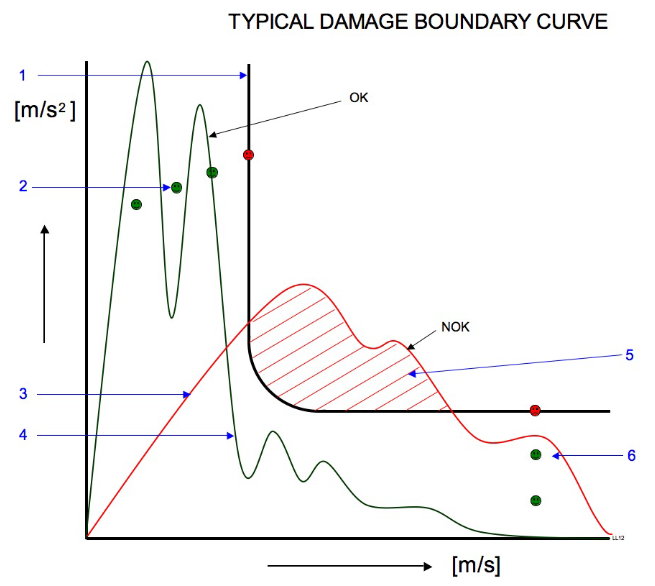 TYPICAL DAMAGE BOUNDARY CURVE
1
[m/s²]
OK
2
NOK
5
3
4
6
LL12
[m/s]